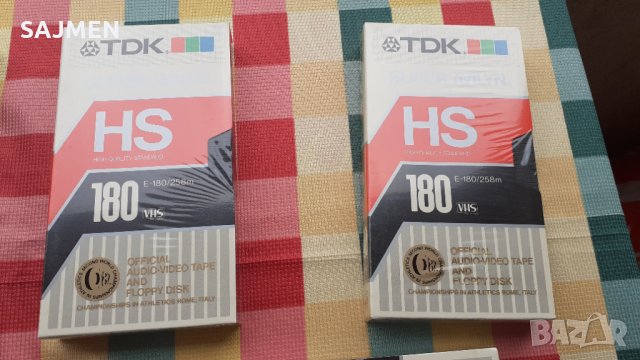 SAJMEN
TDK
HS
HIGH QUALITY STANDARD
180
E-180/258m
VHS
OFFICIAL
AUDIO-VIDEO TAPE
AND
FLOPPY DISK
CHAMPIONSHIPS IN ATHLETICS ROME, ITALY
TDK
HS
180
E-180/258m
VHS
OFFICIAL
AUDIO-VIDEO TAPE
AND
FLOPPY DISK
CHAMPIONSHIPS IN ATHLETICS ROME, ITALY
bazar.bg